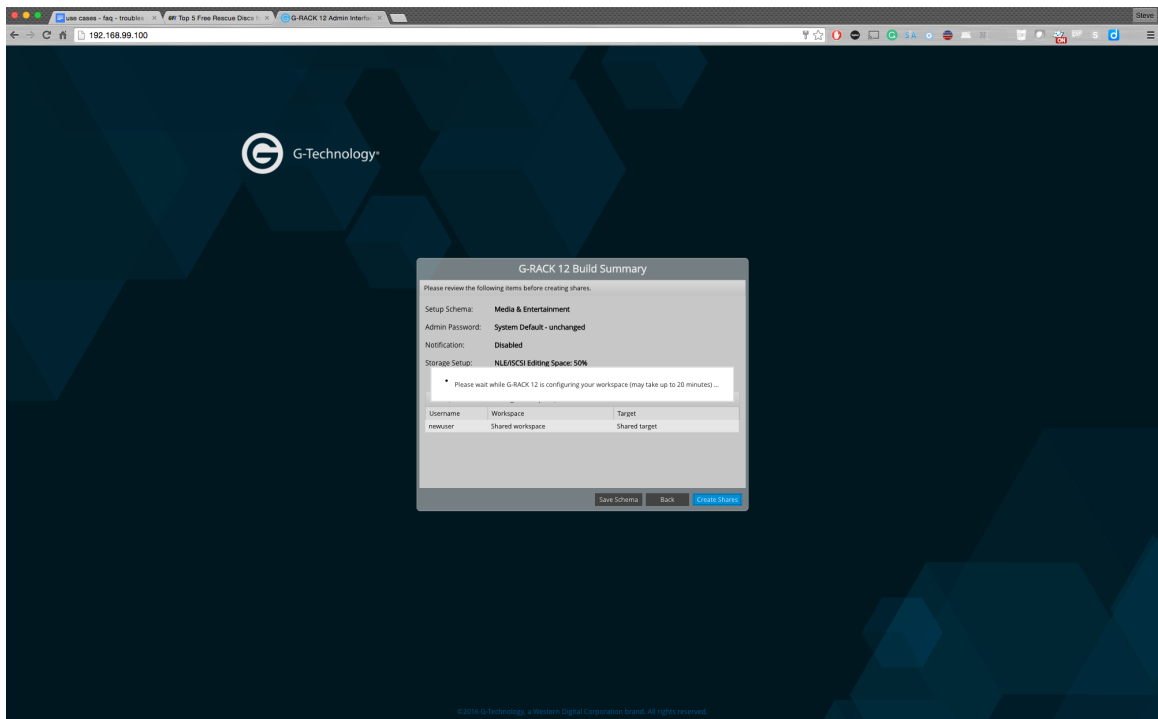 use cases - faq - troubles
GFI Top 5 Free Rescue Discs
G-RACK 12 Admin Interfac
Steve
192.168.99.100
G-Technology®
G-RACK 12 Build Summary
Please review the following items before creating shares.
Setup Schema: Media & Entertainment
Admin Password: System Default - unchanged
Notification: Disabled
Storage Setup: NLE/iSCSI Editing Space: 50%
Please wait while G-RACK 12 is configuring your workspace (may take up to 20 minutes) ...
Username Workspace Target
newuser Shared workspace Shared target
Save Schema Back Create Shares
©2016 G-Technology, a Western Digital Corporation brand. All rights reserved.